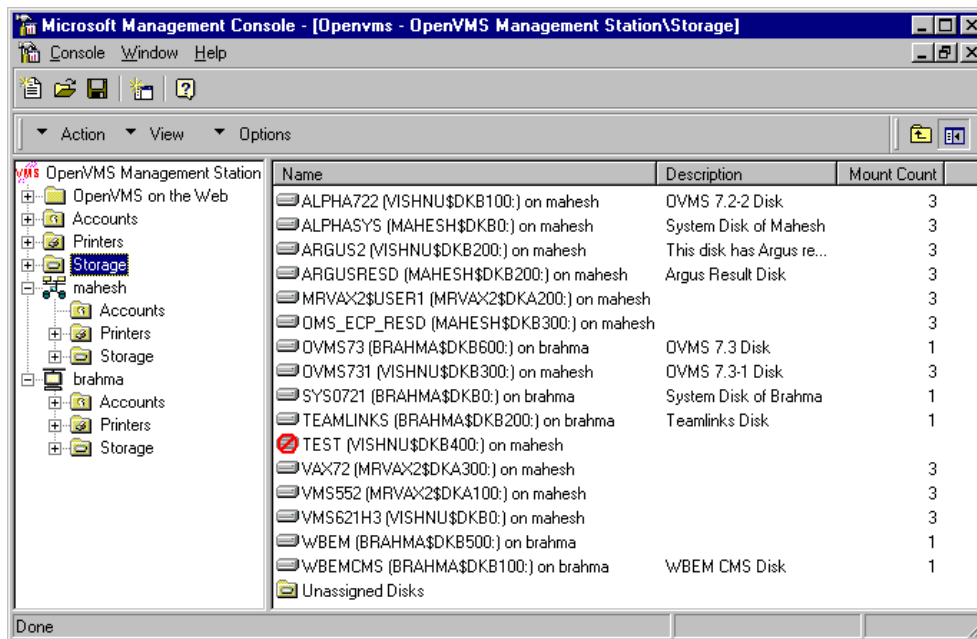 Microsoft Management Console - [Openvms - OpenVMS Management Station\Storage]
Console Window Help
Action View Options
OpenVMS Management Station
OpenVMS on the Web
Accounts
Printers
Storage
mahesh
Accounts
Printers
Storage
brahma
Accounts
Printers
Storage
Name Description Mount Count
ALPHA722 (VISHNU$DKB100:) on mahesh OVMS 7.2-2 Disk 3
ALPHASYS (MAHESH$DKB0:) on mahesh System Disk of Mahesh 3
ARGUS2 (VISHNU$DKB200:) on mahesh This disk has Argus re... 3
ARGUSRESD (MAHESH$DKB200:) on mahesh Argus Result Disk 3
MRVAX2$USER1 (MRVAX2$DKA200:) on mahesh 3
OMS_ECP_RESD (MAHESH$DKB300:) on mahesh 3
OVMS73 (BRAHMA$DKB600:) on brahma OVMS 7.3 Disk 1
OVMS731 (VISHNU$DKB300:) on mahesh OVMS 7.3-1 Disk 3
SYS0721 (BRAHMA$DKB0:) on brahma System Disk of Brahma 1
TEAMLINKS (BRAHMA$DKB200:) on brahma Teamlinks Disk 1
TEST (VISHNU$DKB400:) on mahesh
VAX72 (MRVAX2$DKA300:) on mahesh 3
VMS552 (MRVAX2$DKA100:) on mahesh 3
VMS621H3 (VISHNU$DKB0:) on mahesh 3
WBEM (BRAHMA$DKB500:) on brahma 1
WBEMCMS (BRAHMA$DKB100:) on brahma WBEM CMS Disk 1
Unassigned Disks
Done